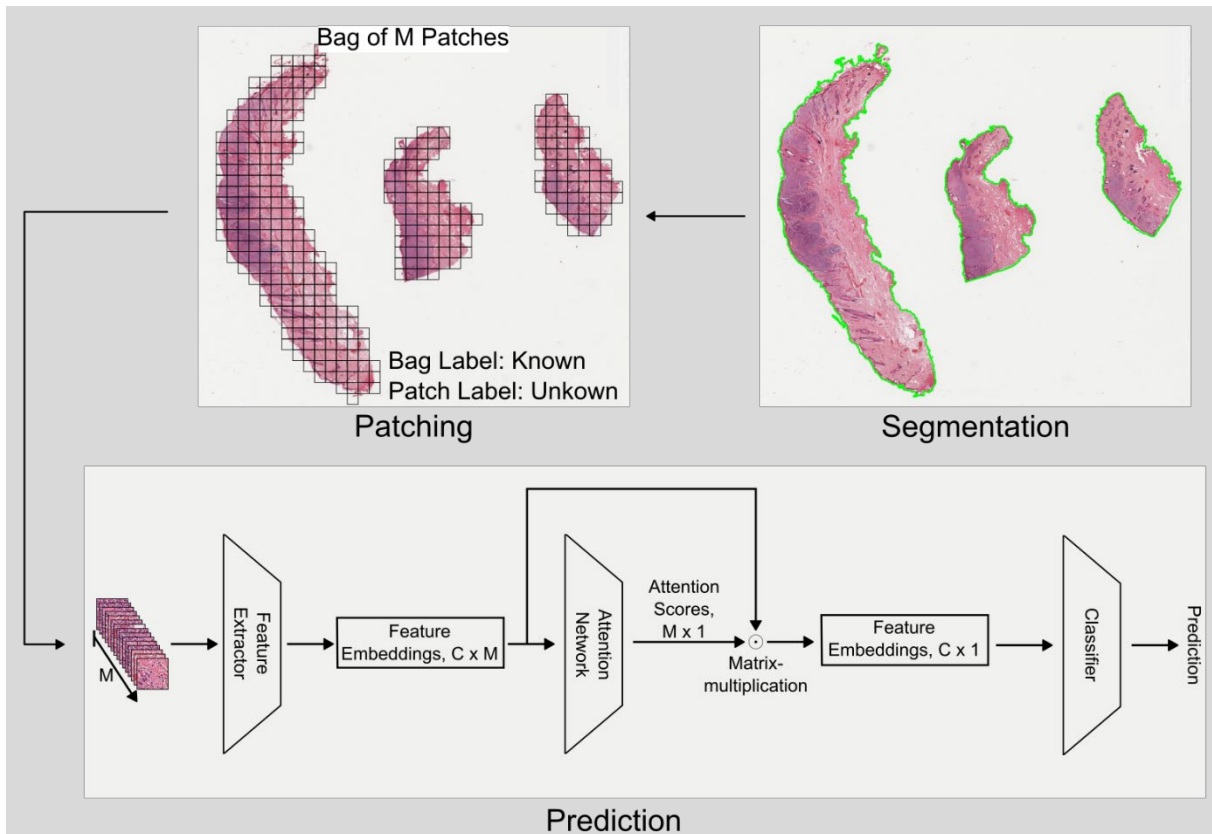 Bag of M Patches
Bag Label: Known
Patch Label: Unkown
Patching
Segmentation
M
Feature
Extractor
Feature
Embeddings, C x M
Attention
Network
Attention
Scores,
M x 1
Matrix-
multiplication
Feature
Embeddings, C x 1
Classifier
Prediction
Prediction